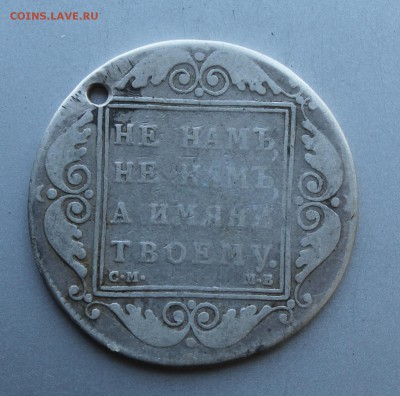 COINS.LAVE.RU
НЕ НАМЪ,
НЕ НАМЪ,
А ИМЯНИ
ТВОЕМУ.
С·М· Ф·Ц